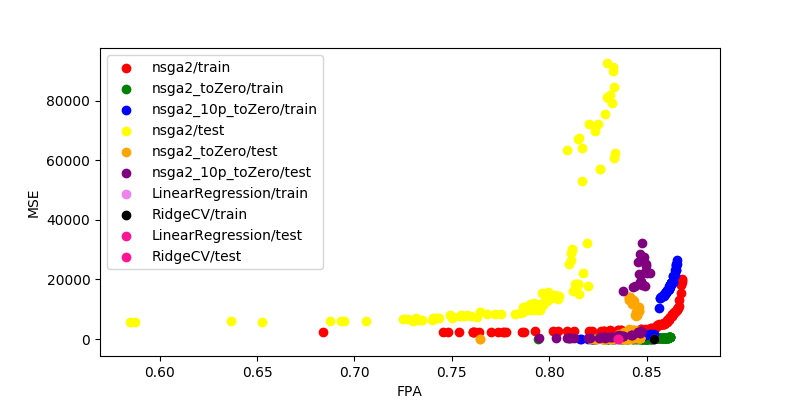 nsga2/train
nsga2_toZero/train
nsga2_10p_toZero/train
nsga2/test
nsga2_toZero/test
nsga2_10p_toZero/test
LinearRegression/train
RidgeCV/train
LinearRegression/test
RidgeCV/test
MSE
80000
60000
40000
20000
0
0.60 0.65 0.70 0.75 0.80 0.85
FPA